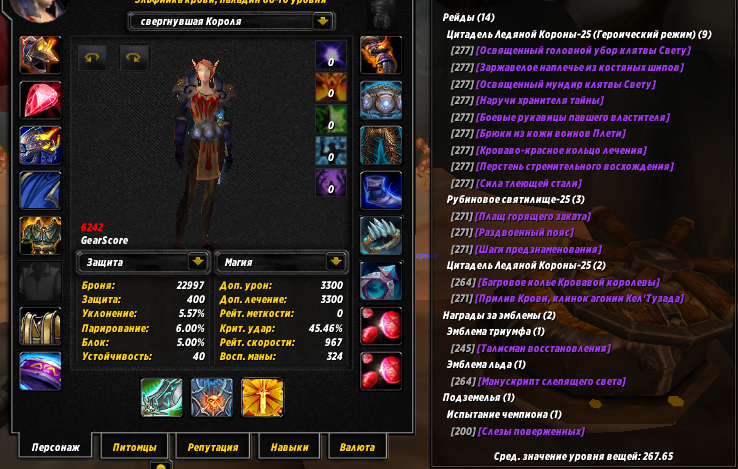 Эльфийка крови, паладин 80-го уровня
свергнувшая Короля
0
0
0
0
0
6242
GearScore
Защита
Магия
Броня: 22997
Защита: 400
Уклонение: 5.57%
Парирование: 6.00%
Блок: 5.00%
Устойчивость: 40
Доп. урон: 3300
Доп. лечение: 3300
Рейт. меткости: 0
Крит. удар: 45.46%
Рейт. скорости: 967
Восп. маны: 324
Персонаж
Питомцы
Репутация
Навыки
Валюта
Рейды (14)
Цитадель Ледяной Короны-25 (Героический режим) (9)
[277] [Освященный головной убор клятвы Свету]
[277] [Заржавелое наплечье из костяных шипов]
[277] [Освященный мундир клятвы Свету]
[277] [Наручи хранителя тайны]
[277] [Боевые рукавицы павшего властителя]
[277] [Брюки из кожи воинов Плети]
[277] [Кроваво-красное кольцо лечения]
[277] [Перстень стремительного восхождения]
[277] [Сила тлеющей стали]
Рубиновое святилище-25 (3)
[271] [Плащ горящего заката]
[271] [Раздвоенный пояс]
[271] [Шаги предзнаменования]
Цитадель Ледяной Короны-25 (2)
[264] [Багровое колье Кровавой королевы]
[271] [Прилив Крови, клинок агонии Кел'Тузада]
Награды за эмблемы (2)
Эмблема триумфа (1)
[245] [Талисман восстановления]
Эмблема льда (1)
[264] [Манускрипт слепящего света]
Подземелья (1)
Испытание чемпиона (1)
[200] [Слезы поверженных]
Сред. значение уровня вещей: 267.65